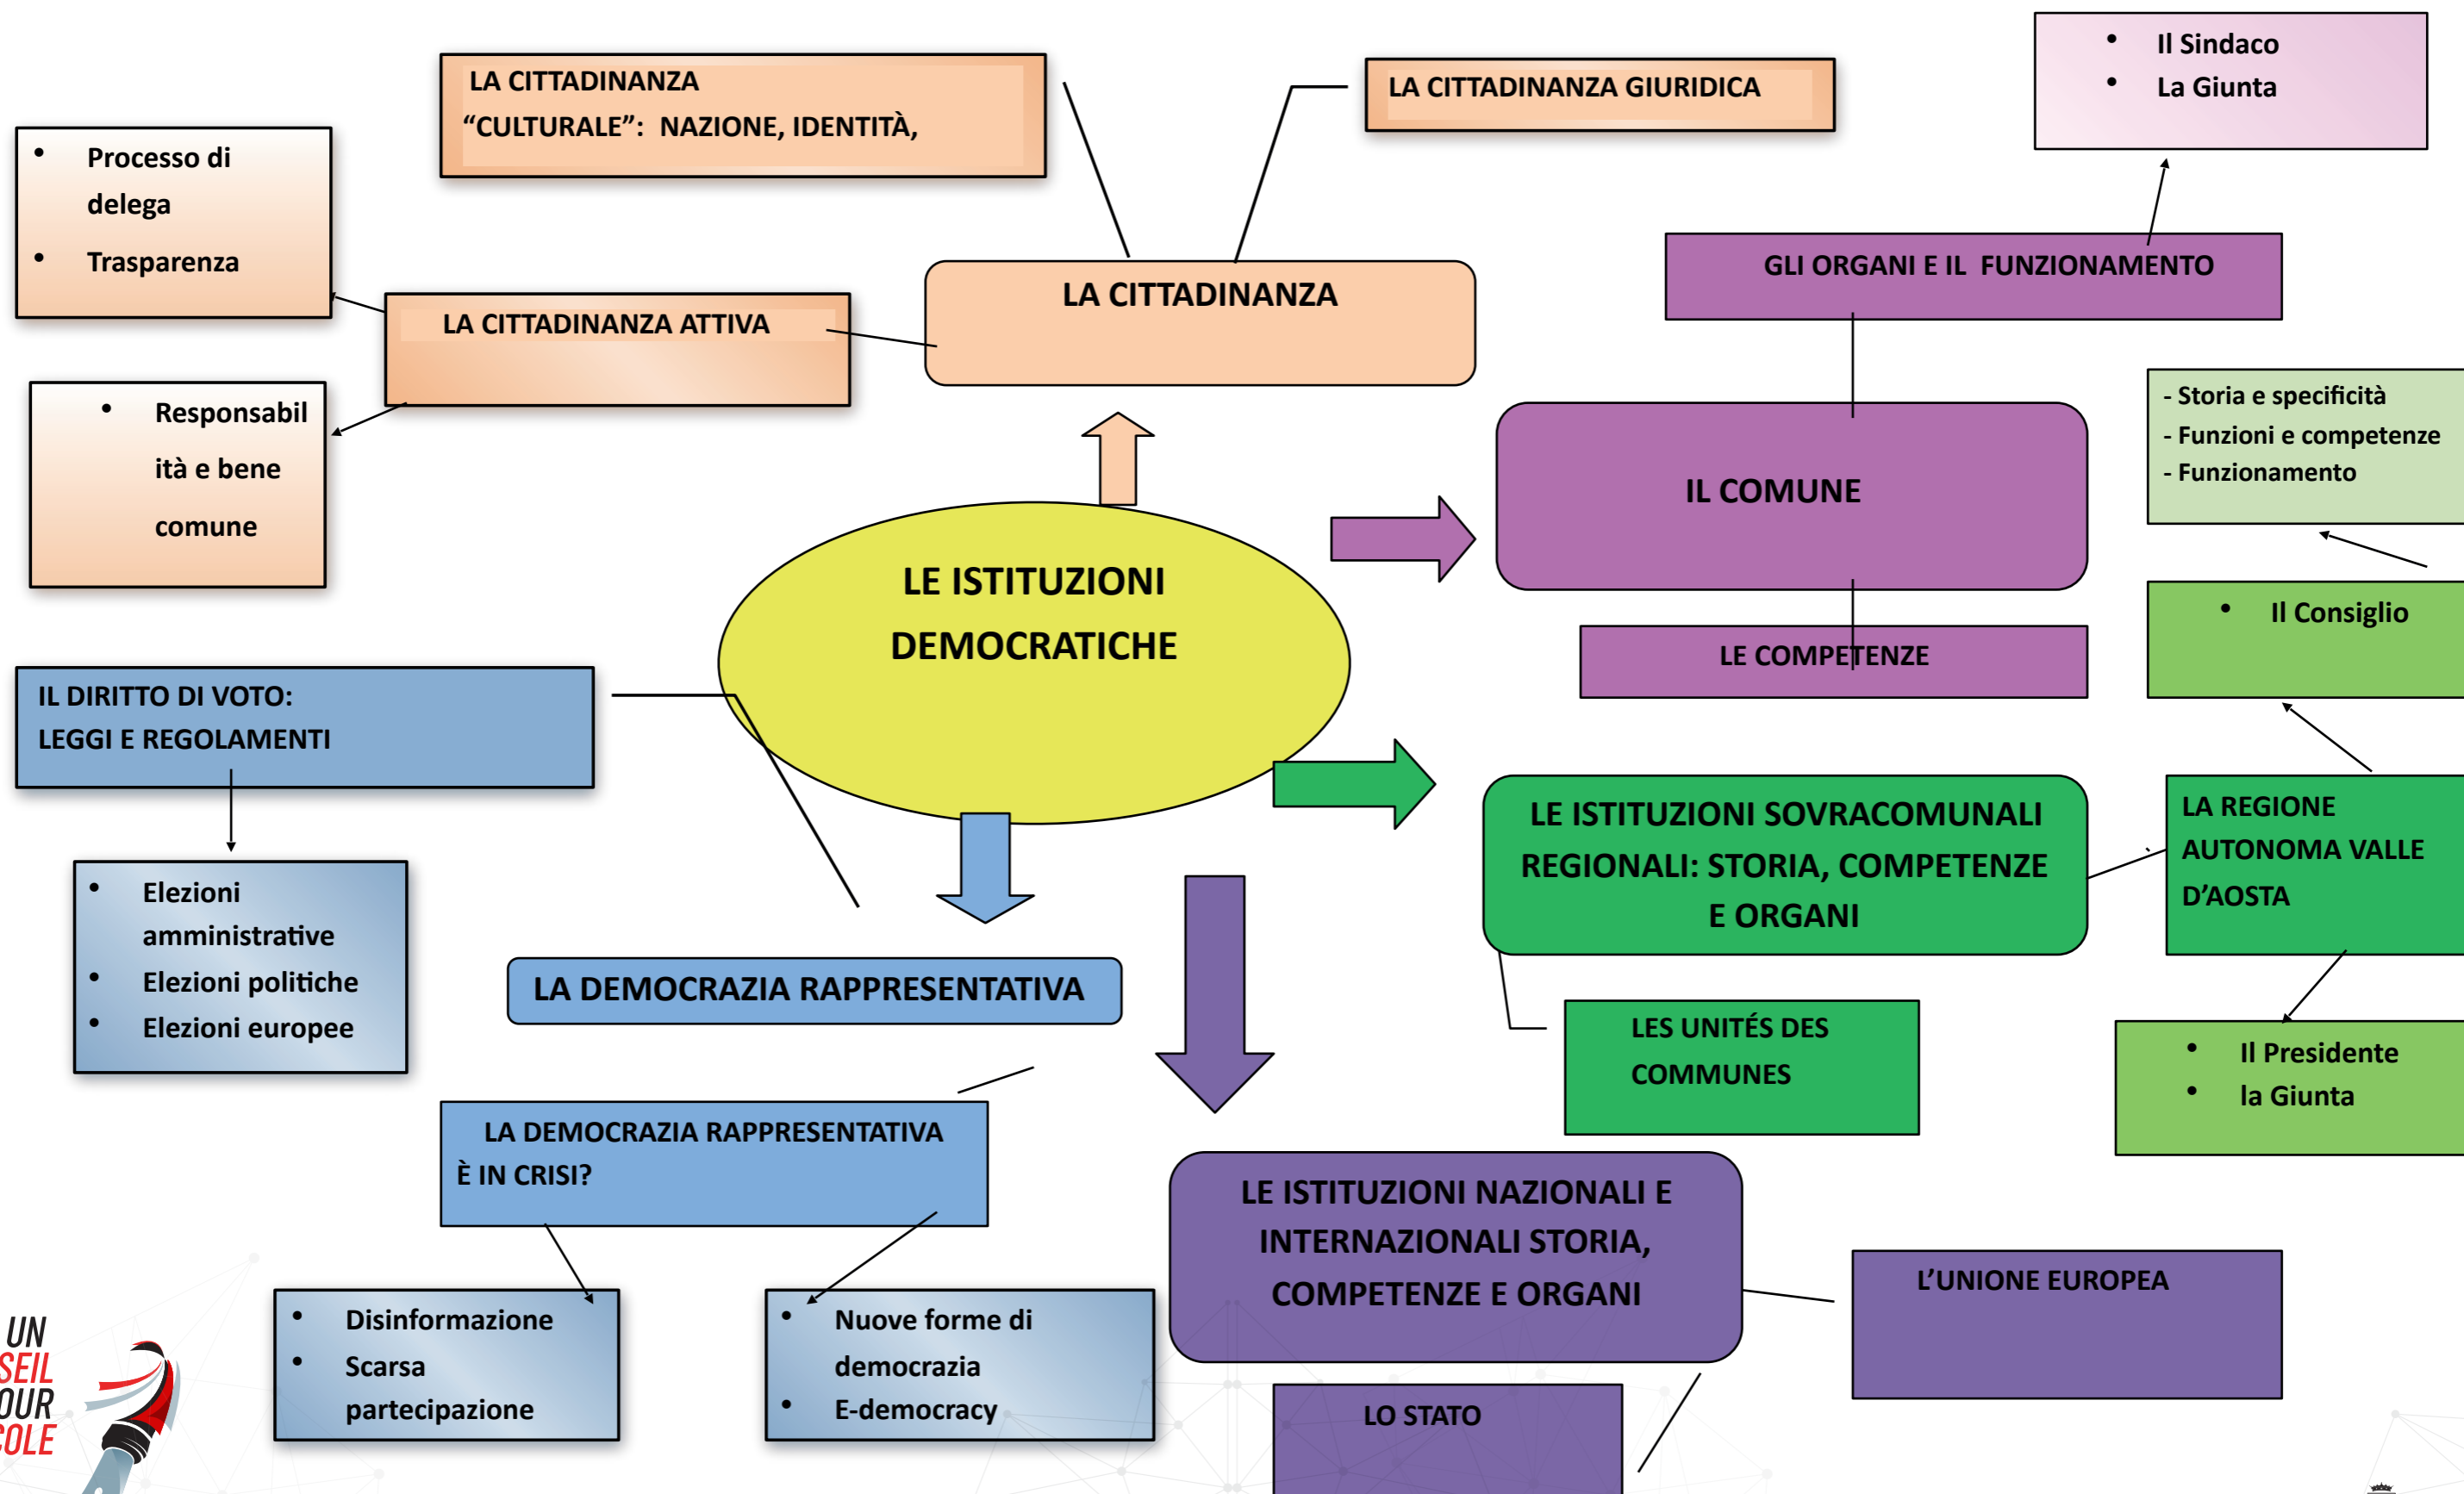 LA CITTADINANZA
“CULTURALE”: NAZIONE, IDENTITÀ,
LA CITTADINANZA GIURIDICA
• Il Sindaco
• La Giunta
• Processo di
delega
• Trasparenza
LA CITTADINANZA ATTIVA
LA CITTADINANZA
GLI ORGANI E IL FUNZIONAMENTO
• Responsabil
ità e bene
comune
IL COMUNE
- Storia e specificità
- Funzioni e competenze
- Funzionamento
LE ISTITUZIONI
DEMOCRATICHE
• Il Consiglio
LE COMPETENZE
IL DIRITTO DI VOTO:
LEGGI E REGOLAMENTI
LE ISTITUZIONI SOVRACOMUNALI
REGIONALI: STORIA, COMPETENZE
E ORGANI
LA REGIONE
AUTONOMA VALLE
D’AOSTA
• Elezioni
amministrative
• Elezioni politiche
• Elezioni europee
LA DEMOCRAZIA RAPPRESENTATIVA
LES UNITÉS DES
COMMUNES
• Il Presidente
• la Giunta
LA DEMOCRAZIA RAPPRESENTATIVA
È IN CRISI?
LE ISTITUZIONI NAZIONALI E
INTERNAZIONALI STORIA,
COMPETENZE E ORGANI
L’UNIONE EUROPEA
• Disinformazione
• Scarsa
partecipazione
• Nuove forme di
democrazia
• E-democracy
LO STATO
UN
SEIL
OUR
COLE